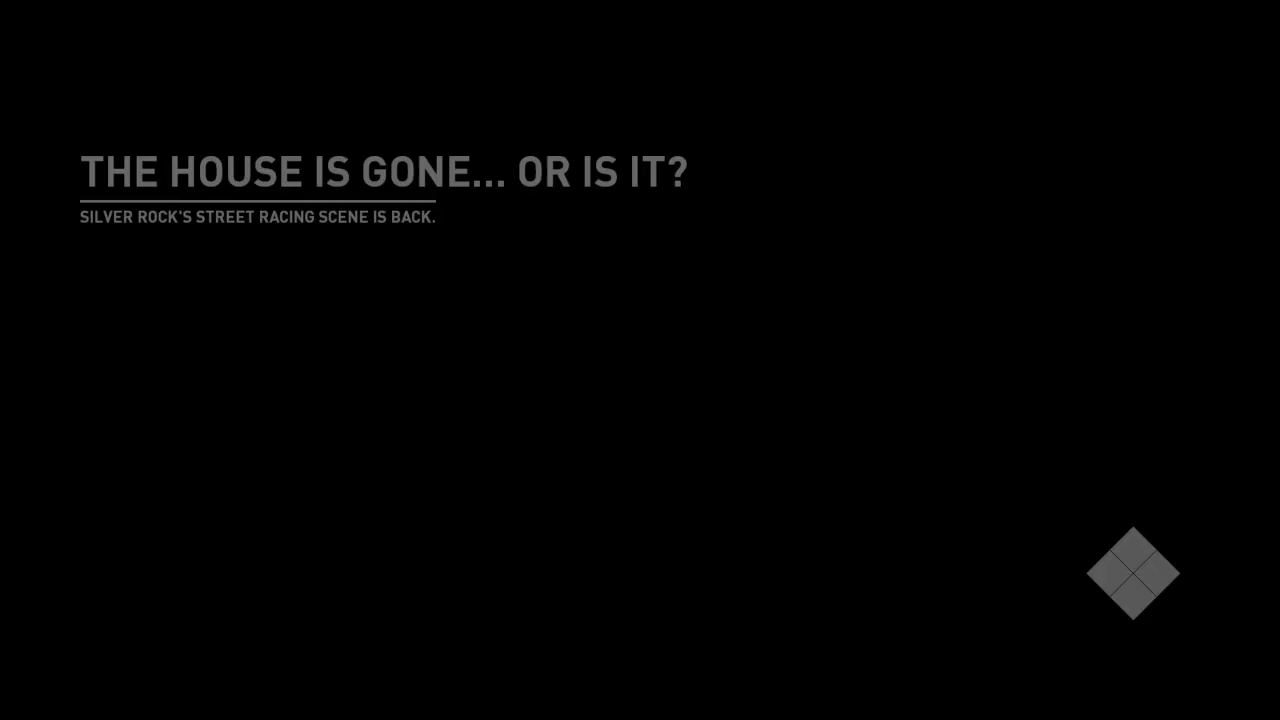 THE HOUSE IS GONE... OR IS IT?
SILVER ROCK'S STREET RACING SCENE IS BACK.